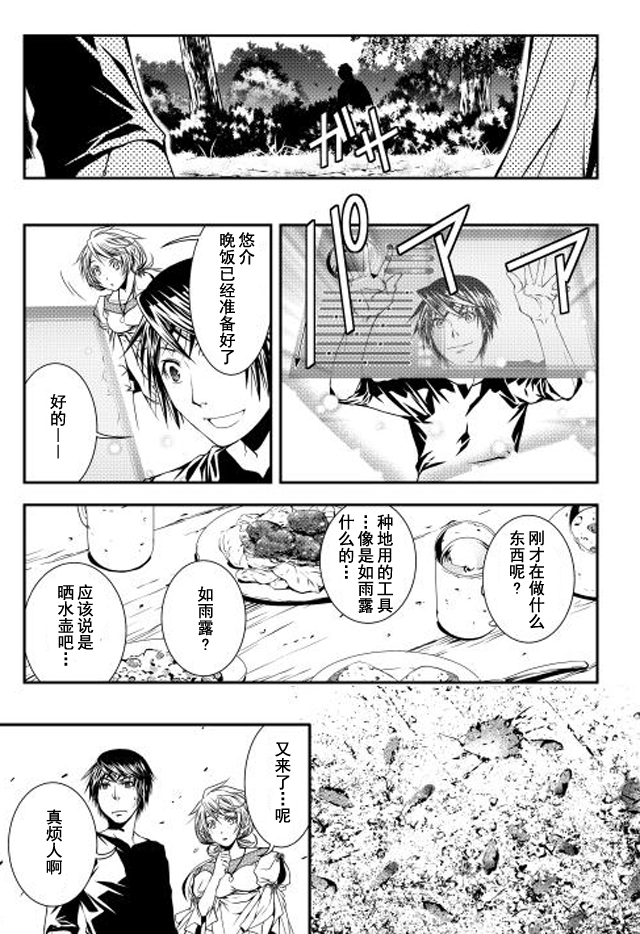 ガサ
パアア
悠介
晚饭已经准备好了
好的——
刚才在做什么
东西呢？
种地用的工具
…像是如雨露
什么的…
如雨露？
应该说是
晒水壶吧…
又来了…呢
真烦人啊